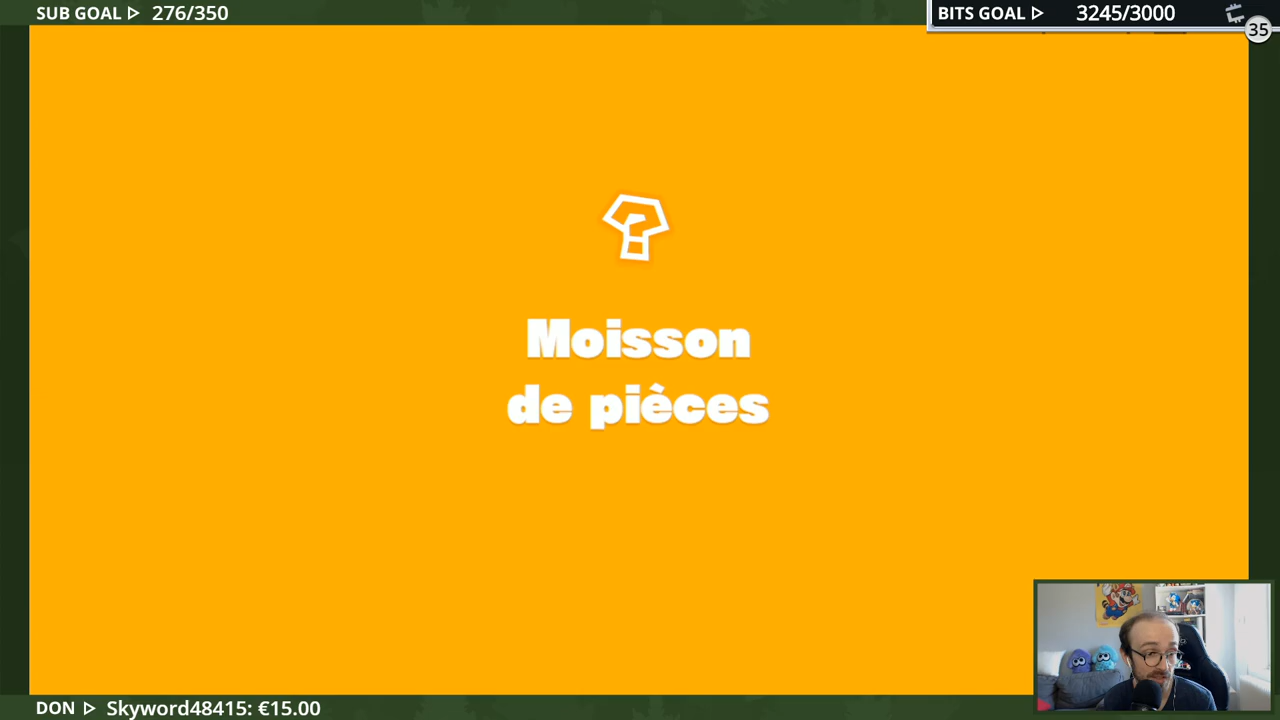 SUB GOAL ▷ 276/350
BITS GOAL ▷ 3245/3000
35
?
Moisson
de pièces
DON ▷ Skyword48415: €15.00